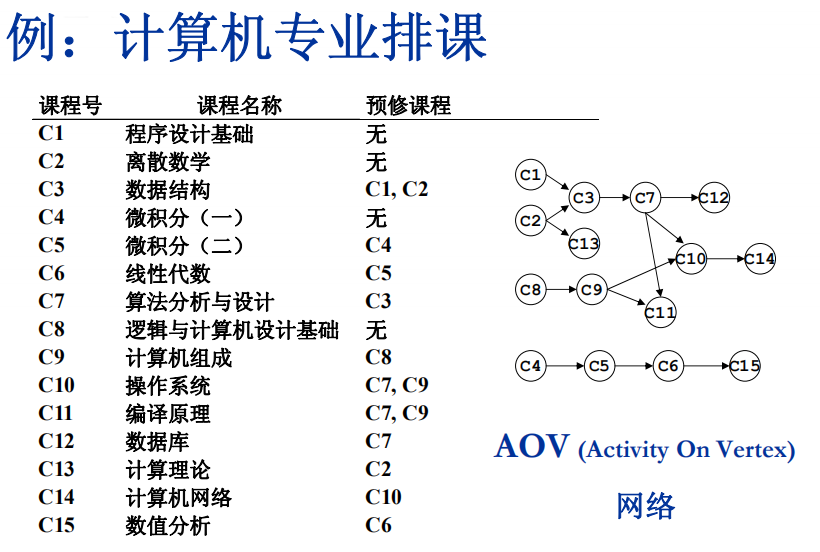 例：计算机专业排课
课程号 课程名称 预修课程
C1 程序设计基础 无
C2 离散数学 无
C3 数据结构 C1, C2
C4 微积分（一） 无
C5 微积分（二） C4
C6 线性代数 C5
C7 算法分析与设计 C3
C8 逻辑与计算机设计基础 无
C9 计算机组成 C8
C10 操作系统 C7, C9
C11 编译原理 C7, C9
C12 数据库 C7
C13 计算理论 C2
C14 计算机网络 C10
C15 数值分析 C6
C1
C3 C7 C12
C2
C13
C10 C14
C8 C9
C11
C4 C5 C6 C15
AOV (Activity On Vertex)
网络